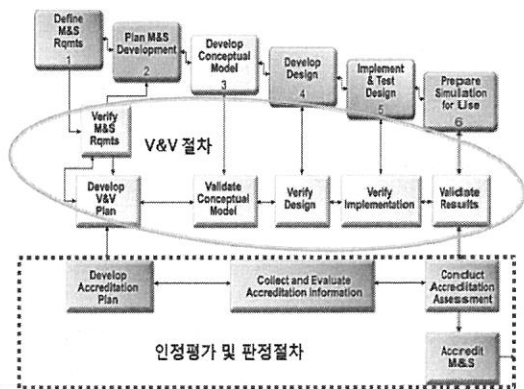 Define
M&S
Rqmts
1
Plan M&S
Development
2
Develop
Conceptual
Model
3
Develop
Design
4
Implement
& Test
Design
5
Prepare
Simulation
for Use
6
Verify
M&S
Rqmts
V&V 절차
Develop
V&V
Plan
Validate
Conceptual
Model
Verify
Design
Verify
Implementation
Validate
Results
Develop
Accreditation
Plan
Collect and Evaluate
Accreditation Information
Conduct
Accreditation
Assessment
인정평가 및 판정절차
Accredit
M&S